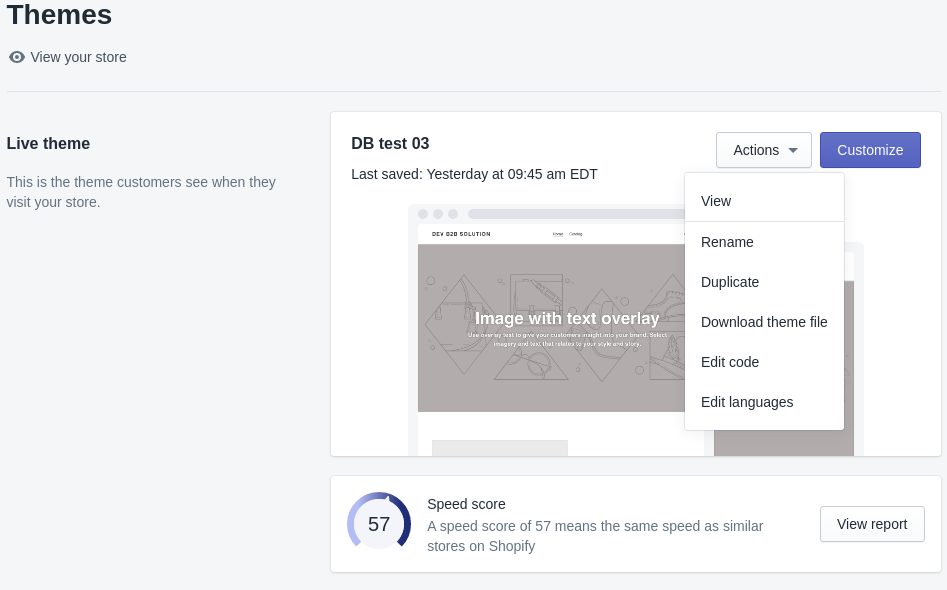 Themes
View your store
Live theme
This is the theme customers see when they
visit your store.
DB test 03
Actions
Customize
Last saved: Yesterday at 09:45 am EDT
View
Rename
Duplicate
Download theme file
Edit code
Edit languages
DEV B2B SOLUTION
Home Catalog
Image with text overlay
Use overlay text to give your customers insight into your brand. Select
imagery and text that relates to your style and story.
57
Speed score
A speed score of 57 means the same speed as similar
stores on Shopify
View report